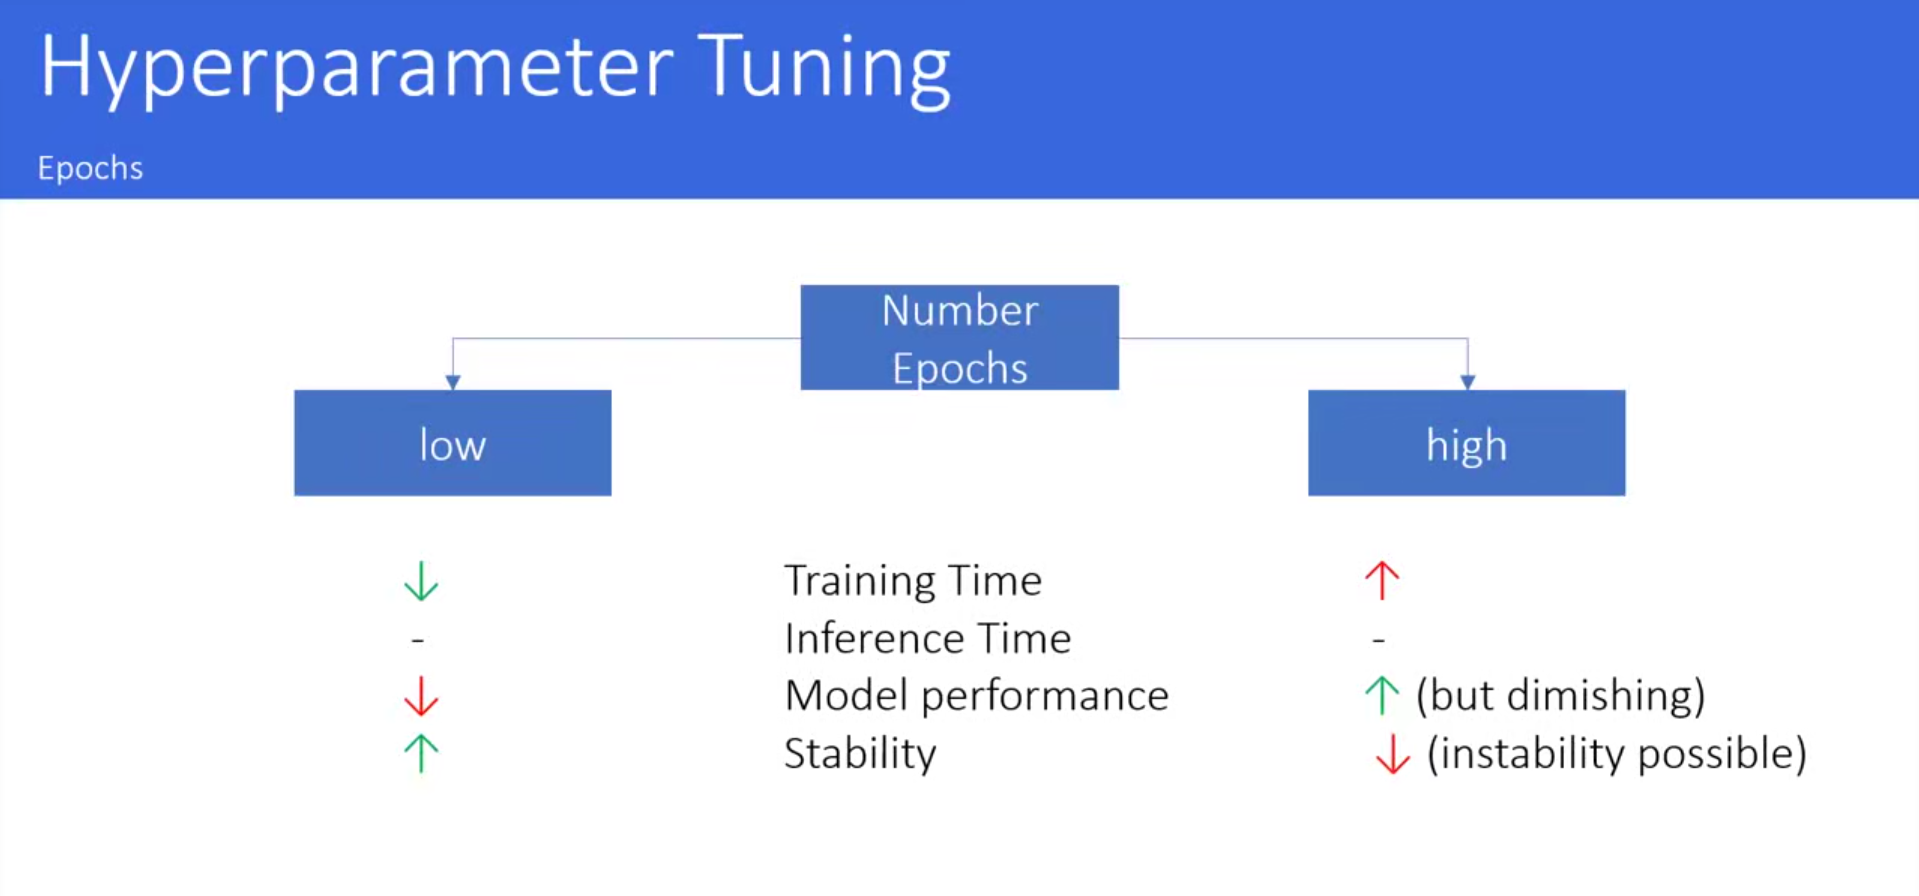 Hyperparameter Tuning
Epochs
Number
Epochs
low
high
↓ Training Time ↑
- Inference Time -
↓ Model performance ↑ (but dimishing)
↑ Stability ↓ (instability possible)